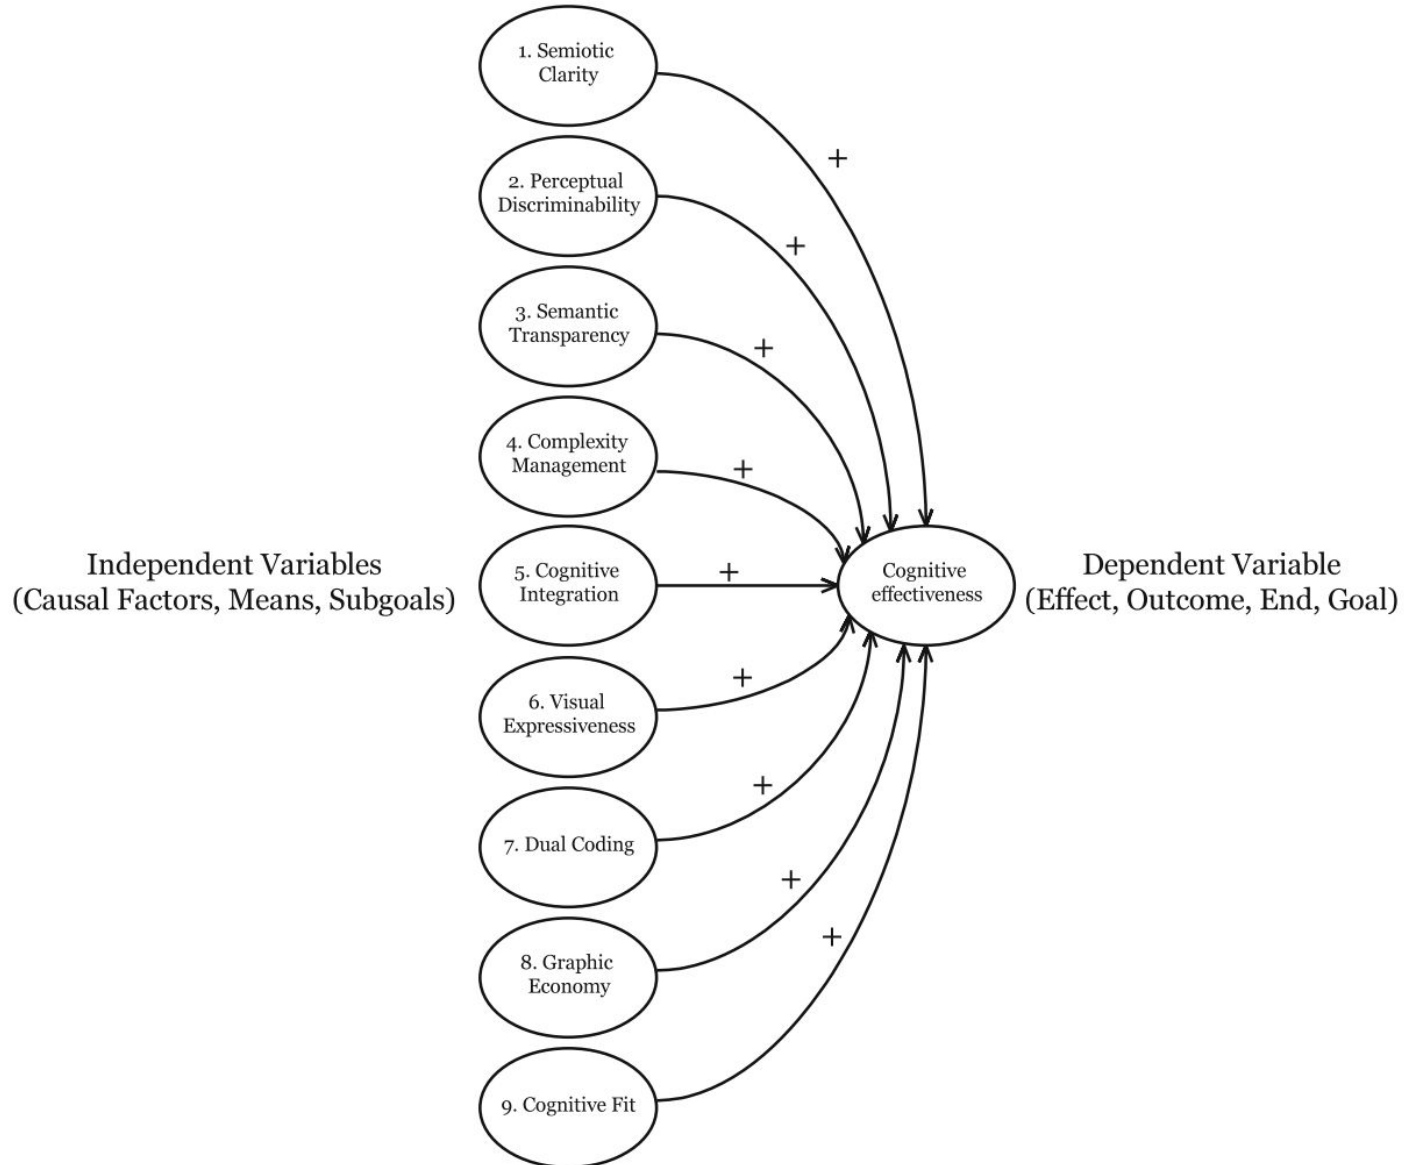 1. Semiotic
Clarity
+
2. Perceptual
Discriminability
+
3. Semantic
Transparency
+
4. Complexity
Management
+
Independent Variables
(Causal Factors, Means, Subgoals)
5. Cognitive
Integration
+
Cognitive
effectiveness
Dependent Variable
(Effect, Outcome, End, Goal)
6. Visual
Expressiveness
+
7. Dual Coding
+
8. Graphic
Economy
+
9. Cognitive Fit
+